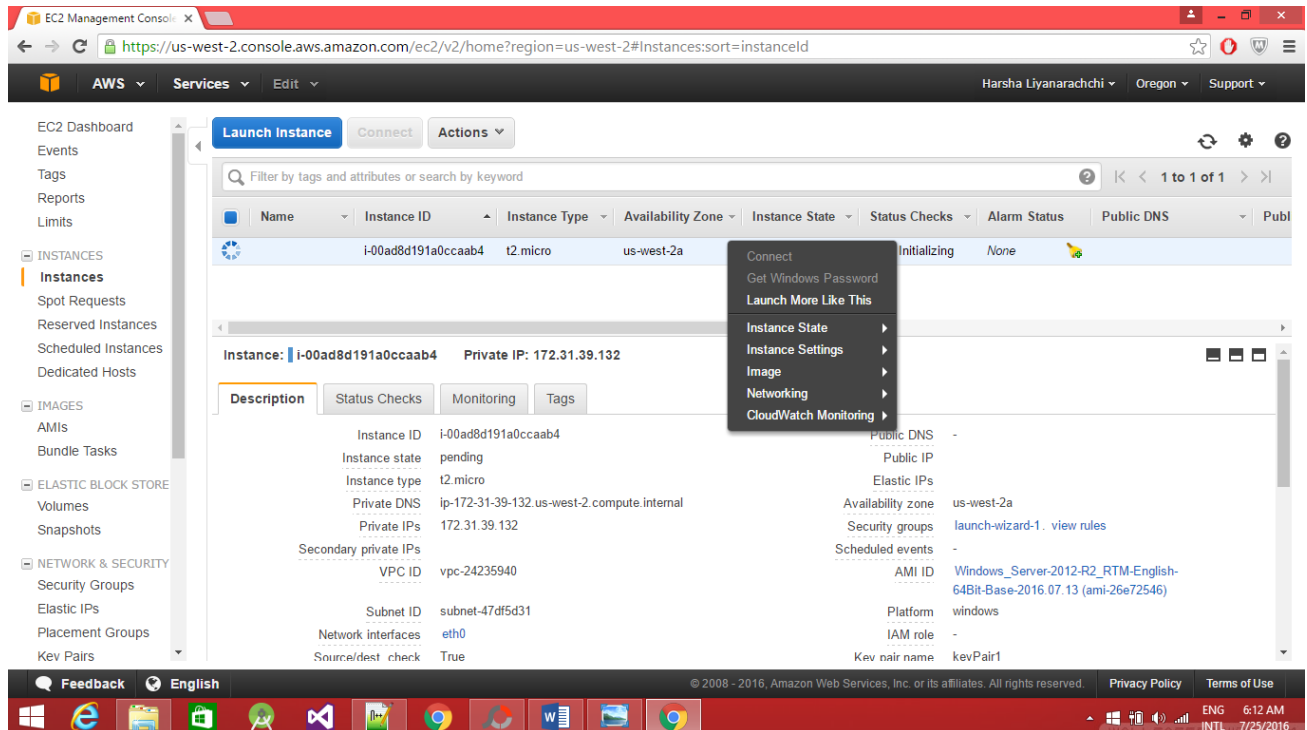 EC2 Management Console
https://us-west-2.console.aws.amazon.com/ec2/v2/home?region=us-west-2#Instances:sort=instanceId
AWS Services Edit Harsha Liyanarachchi Oregon Support
EC2 Dashboard
Events
Tags
Reports
Limits
INSTANCES
Instances
Spot Requests
Reserved Instances
Scheduled Instances
Dedicated Hosts
IMAGES
AMIs
Bundle Tasks
ELASTIC BLOCK STORE
Volumes
Snapshots
NETWORK & SECURITY
Security Groups
Elastic IPs
Placement Groups
Key Pairs
Launch Instance Connect Actions
Filter by tags and attributes or search by keyword
1 to 1 of 1
Name Instance ID Instance Type Availability Zone Instance State Status Checks Alarm Status Public DNS Publ
i-00ad8d191a0ccaab4 t2.micro us-west-2a Initializing None
Connect
Get Windows Password
Launch More Like This
Instance State
Instance Settings
Image
Networking
CloudWatch Monitoring
Instance: i-00ad8d191a0ccaab4 Private IP: 172.31.39.132
Description Status Checks Monitoring Tags
Instance ID i-00ad8d191a0ccaab4
Instance state pending
Instance type t2.micro
Private DNS ip-172-31-39-132.us-west-2.compute.internal
Private IPs 172.31.39.132
Secondary private IPs
VPC ID vpc-24235940
Subnet ID subnet-47df5d31
Network interfaces eth0
Source/dest. check True
Public DNS -
Public IP
Elastic IPs
Availability zone us-west-2a
Security groups launch-wizard-1. view rules
Scheduled events -
AMI ID Windows_Server-2012-R2_RTM-English-
64Bit-Base-2016.07.13 (ami-26e72546)
Platform windows
IAM role -
Key pair name keyPair1
Feedback English © 2008 - 2016, Amazon Web Services, Inc. or its affiliates. All rights reserved. Privacy Policy Terms of Use
ENG 6:12 AM
INTL 7/25/2016